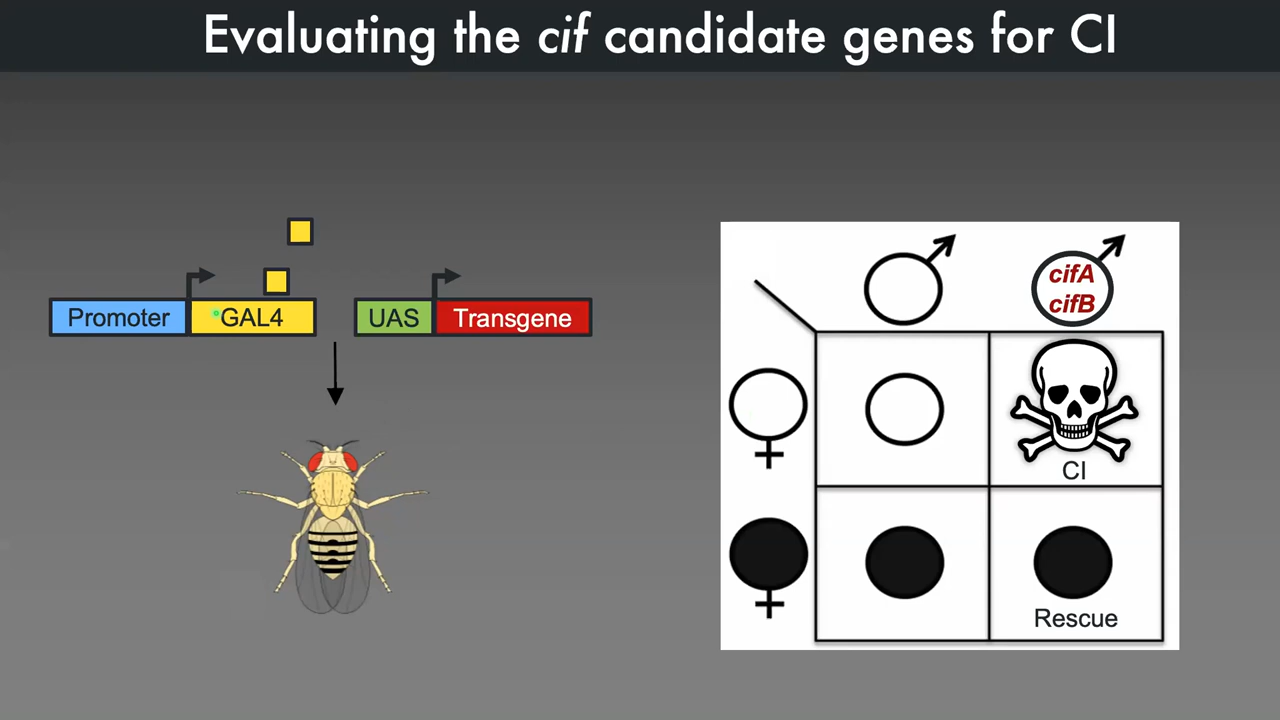 Evaluating the cif candidate genes for CI
Promoter GAL4 UAS Transgene
cifA
cifB
CI
Rescue